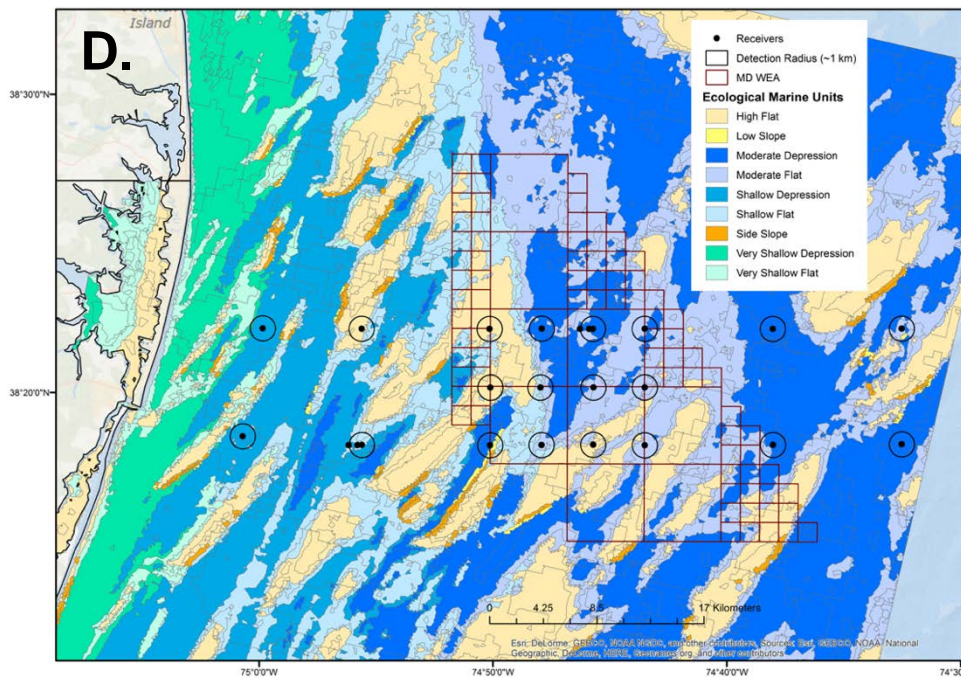 D.
Island
38°30'0"N
38°20'0"N
Receivers
Detection Radius (~1 km)
MD WEA
Ecological Marine Units
High Flat
Low Slope
Moderate Depression
Moderate Flat
Shallow Depression
Shallow Flat
Side Slope
Very Shallow Depression
Very Shallow Flat
0 4.25 8.5 17 Kilometers
Esri, DeLorme, GEBCO, NOAA NGDC, and other contributors, Sources: Esri, GEBCO, NOAA, National
Geographic, DeLorme, HERE, Geonames.org, and other contributors
75°0'0"W 74°50'0"W 74°40'0"W 74°30'